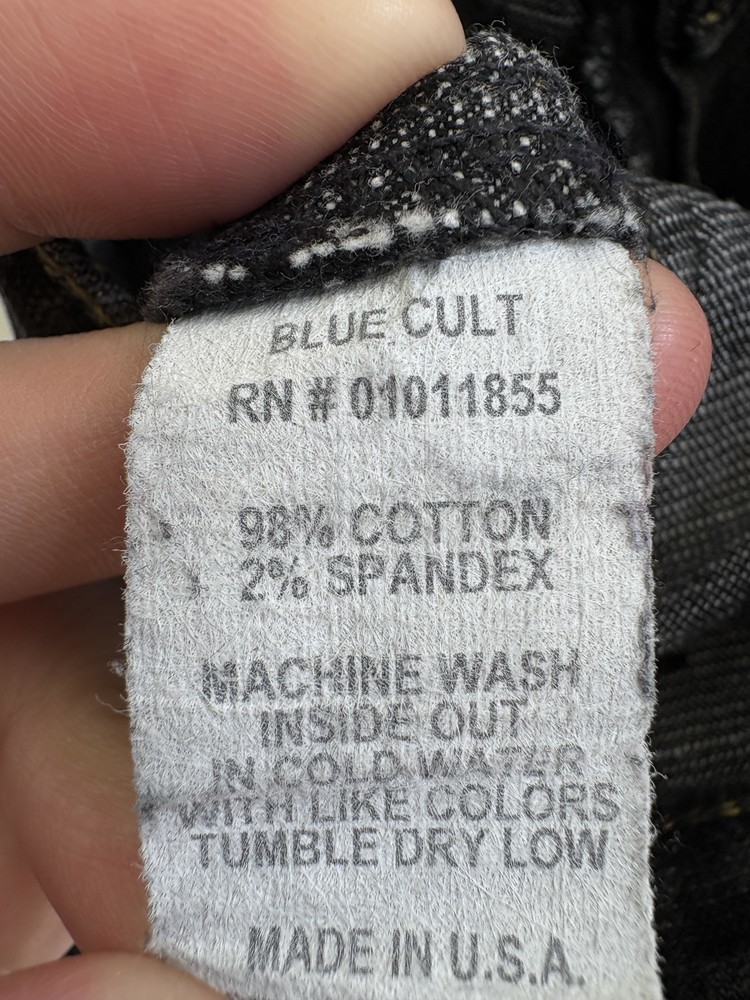 BLUE CULT
RN # 01011855
98% COTTON
2% SPANDEX
MACHINE WASH
INSIDE OUT
IN COLD WATER
WITH LIKE COLORS
TUMBLE DRY LOW
MADE IN U.S.A.